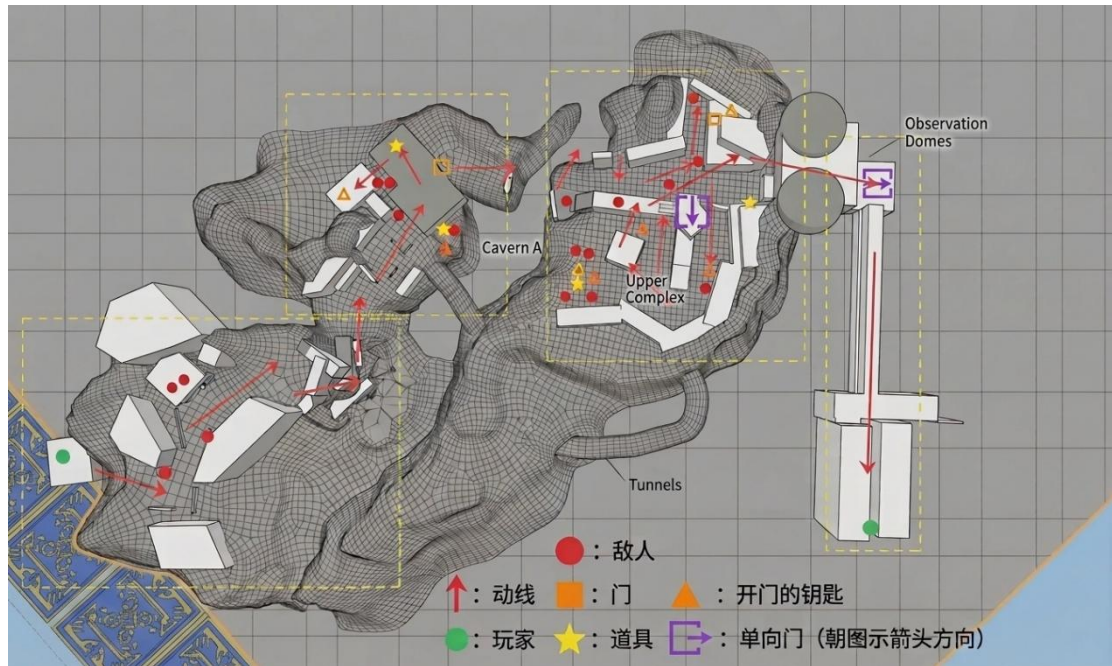 Observation
Domes
Cavern A
Upper
Complex
Tunnels
：敌人
：动线
：门
：开门的钥匙
：玩家
：道具
：单向门（朝图示箭头方向）